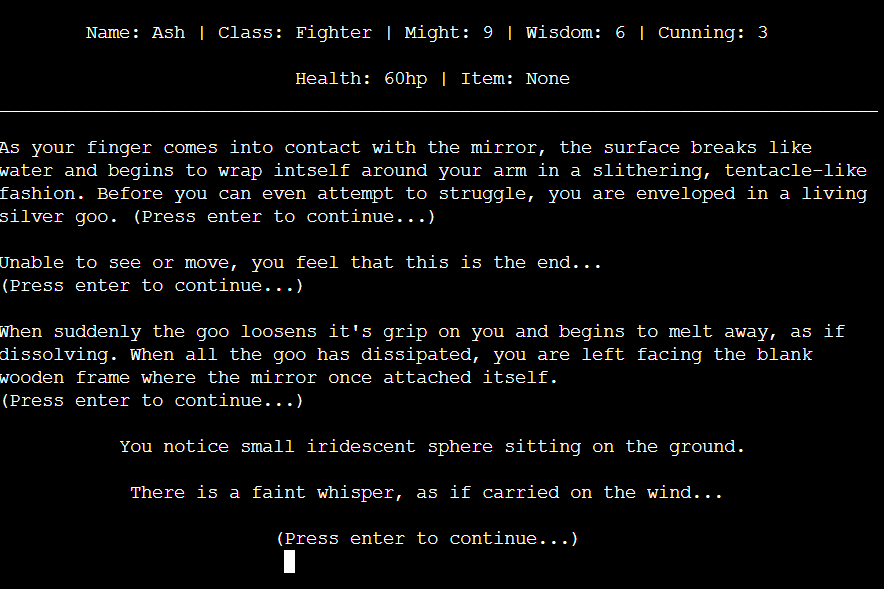 Name: Ash | Class: Fighter | Might: 9 | Wisdom: 6 | Cunning: 3
Health: 60hp | Item: None
As your finger comes into contact with the mirror, the surface breaks like
water and begins to wrap intself around your arm in a slithering, tentacle-like
fashion. Before you can even attempt to struggle, you are enveloped in a living
silver goo. (Press enter to continue...)
Unable to see or move, you feel that this is the end...
(Press enter to continue...)
When suddenly the goo loosens it's grip on you and begins to melt away, as if
dissolving. When all the goo has dissipated, you are left facing the blank
wooden frame where the mirror once attached itself.
(Press enter to continue...)
You notice small iridescent sphere sitting on the ground.
There is a faint whisper, as if carried on the wind...
(Press enter to continue...)